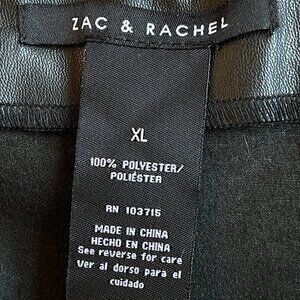 ZAC & RACHEL
XL
100% POLYESTER/
POLIÉSTER
RN 103715
MADE IN CHINA
HECHO EN CHINA
See reverse for care
Ver al dorso para el
cuidado